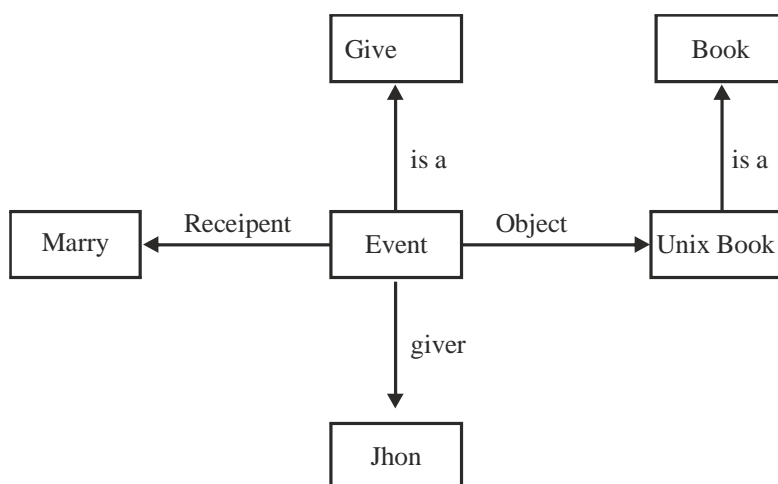 Give
Book
is a
is a
Marry
Receipent
Event
Object
Unix Book
giver
Jhon